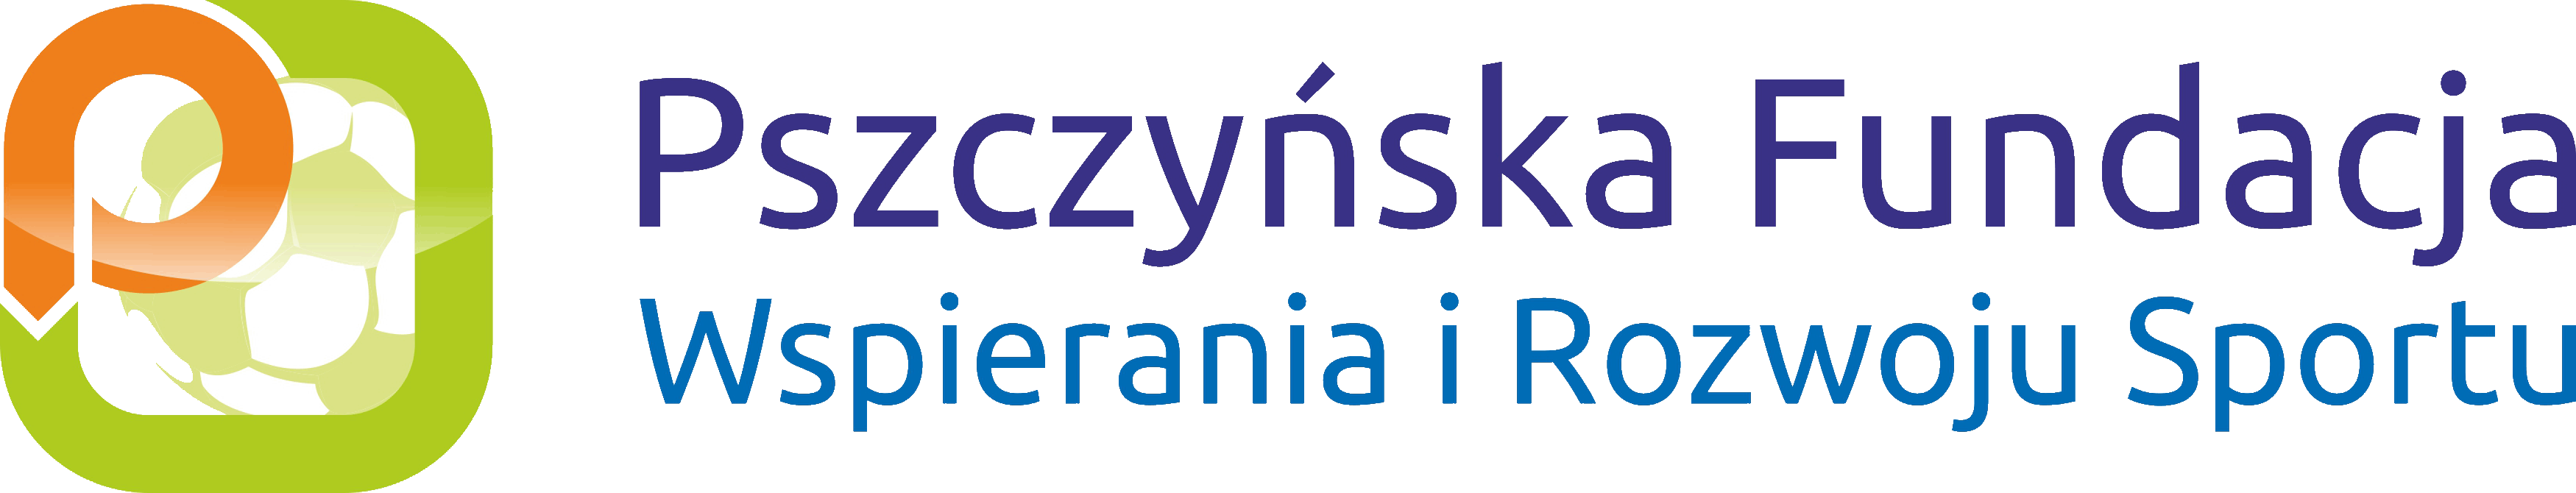 Pszczyńska Fundacja
Wspierania i Rozwoju Sportu